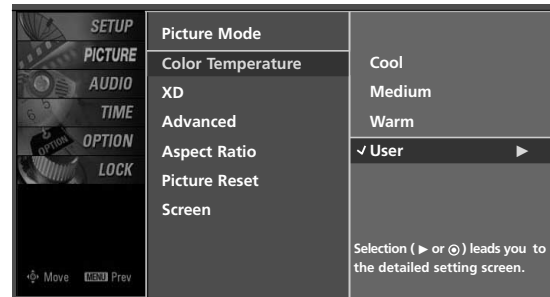 SETUP
PICTURE
AUDIO
TIME
OPTION
LOCK
Move MENU Prev
Picture Mode
Color Temperature
XD
Advanced
Aspect Ratio
Picture Reset
Screen
Cool
Medium
Warm
✓ User ▶
Selection ( ▶ or ◉ ) leads you to
the detailed setting screen.